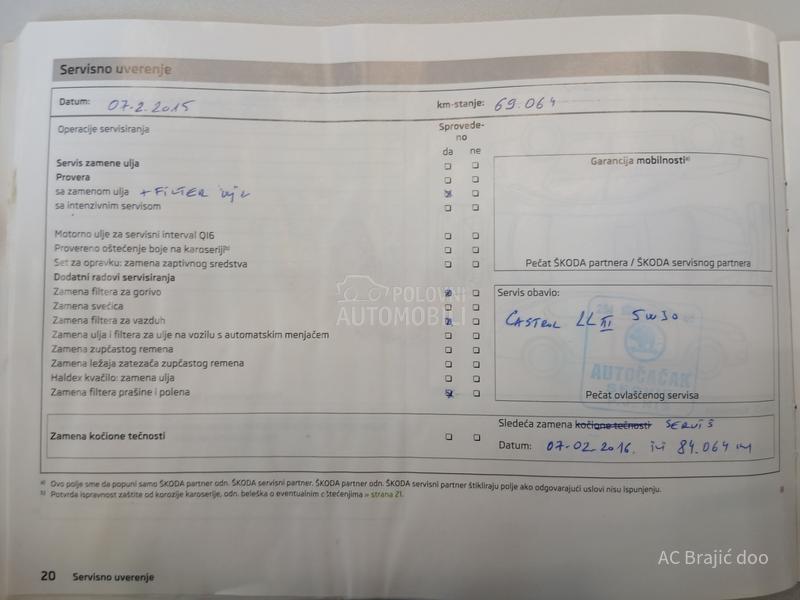 Servisno uverenje
Datum: 07.2.2015 km-stanje: 69.064
Operacije servisiranja Sprovede-
no
da ne
Servis zamene ulja Garancija mobilnosti a)
Provera
sa zamenom ulja + FILTER ulja
sa intenzivnim servisom
Motorno ulje za servisni interval QI6
Provereno oštećenje boje na karoseriji b)
Set za opravku: zamena zaptivnog sredstva Pečat ŠKODA partnera / ŠKODA servisnog partnera
Dodatni radovi servisiranja
Zamena filtera za gorivo Servis obavio:
Zamena svećica
Zamena filtera za vazduh CASTROL LL III 5W30
Zamena ulja i filtera za ulje na vozilu s automatskim menjačem
Zamena zupčastog remena
Zamena ležaja zatezača zupčastog remena
Haldex kvačilo: zamena ulja AUTOČAČAK
Zamena filtera prašine i polena Pečat ovlašćenog servisa
Sledeća zamena kočione tečnosti SERVIS
Zamena kočione tečnosti
Datum: 07-02-2016. ili 84.064 km
a) Ovo polje sme da popuni samo ŠKODA partner odn. ŠKODA servisni partner. ŠKODA partner odn. ŠKODA servisni partner štikliraju polje ako odgovarajući uslovi nisu ispunjenju.
b) Potvrda ispravnost zaštite od korozije karoserije, odn. beleška o eventualnim oštećenjima » strana 21.
20 Servisno uverenje
POLOVNI
AUTOMOBILI
AC Brajić doo